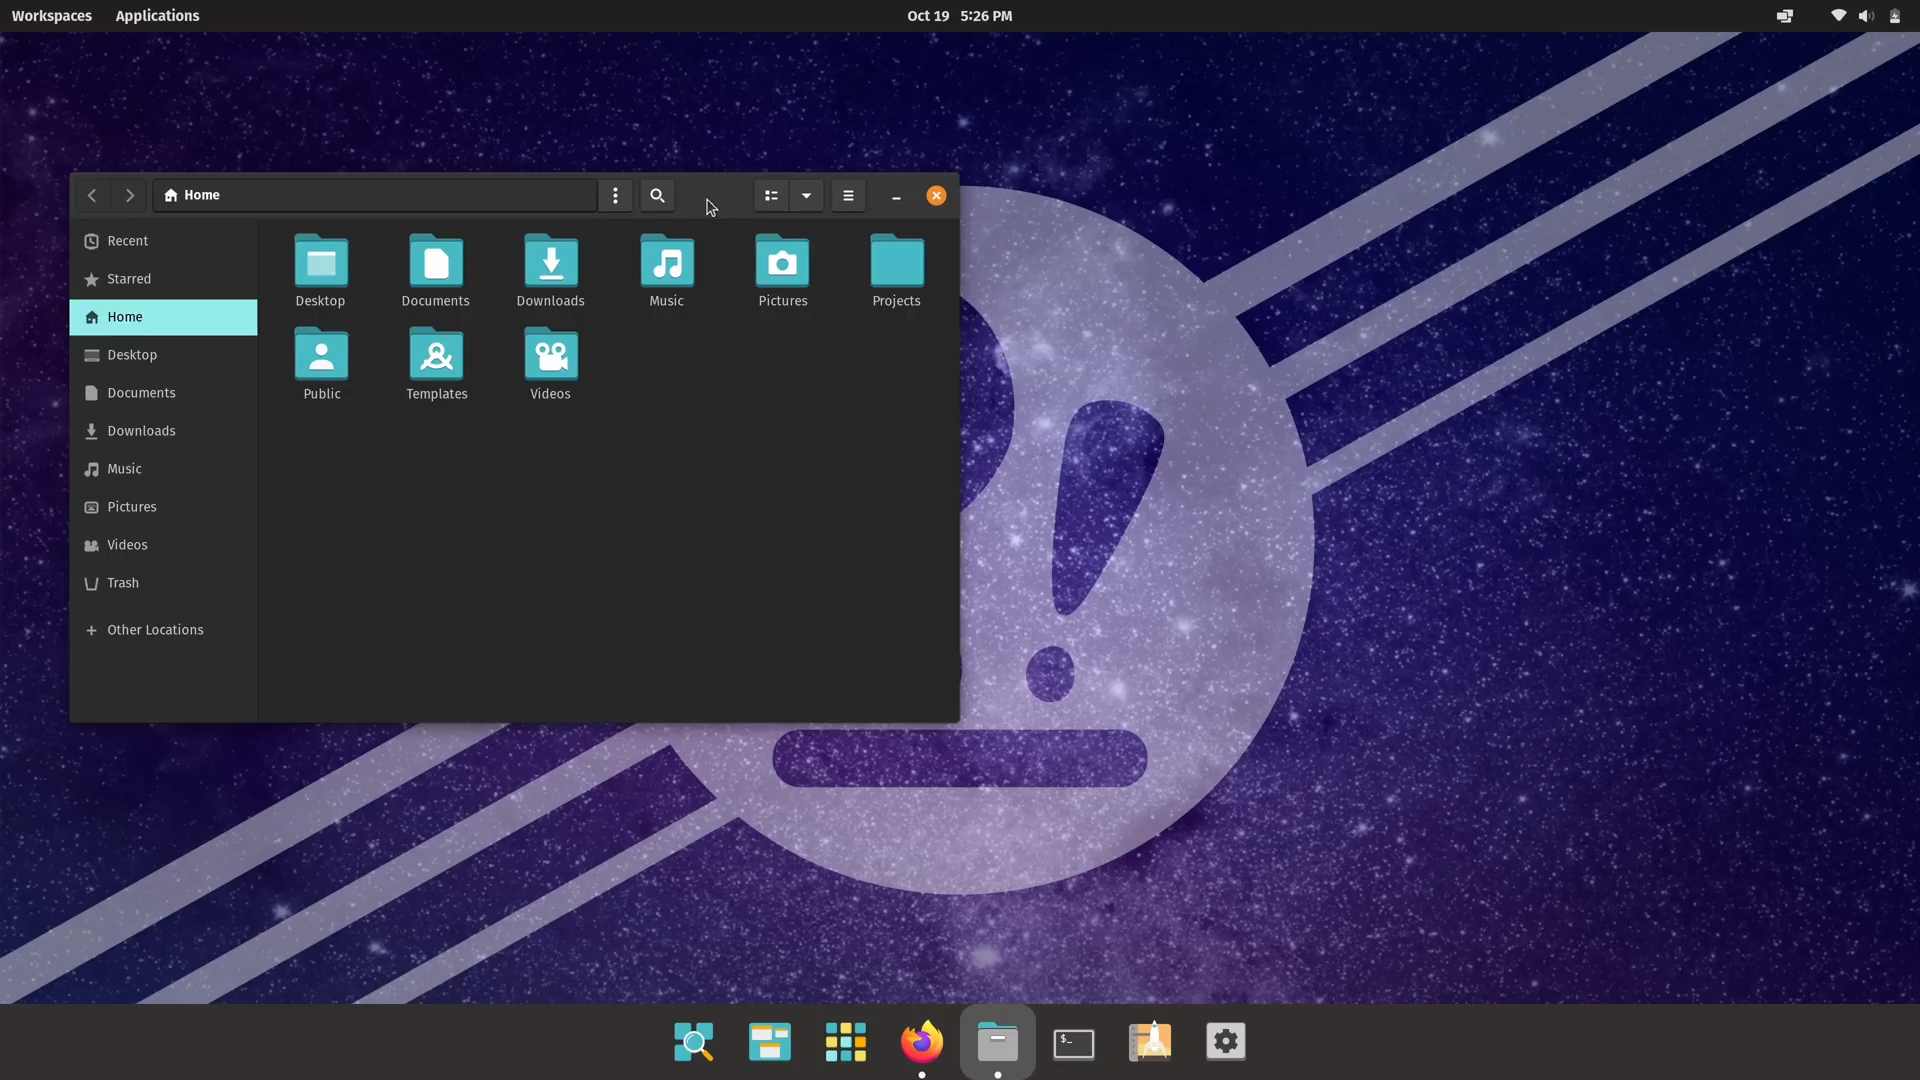 Workspaces Applications Oct 19 5:26 PM
Home
Recent
Starred
Home
Desktop
Documents
Downloads
Music
Pictures
Videos
Trash
Other Locations
Desktop Documents Downloads Music Pictures Projects
Public Templates Videos
$_